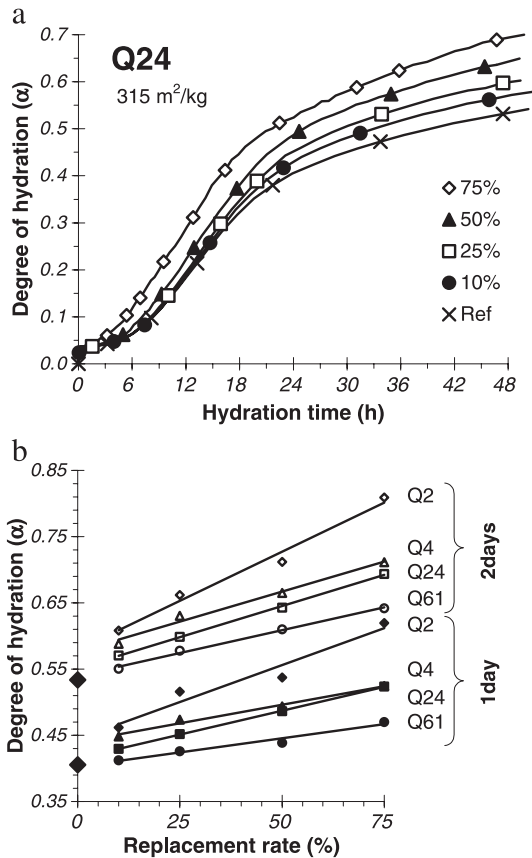 a
0.7
0.6
0.5
0.4
0.3
0.2
0.1
0.0
Degree of hydration (α)
Q24
315 m²/kg
75%
50%
25%
10%
Ref
0 6 12 18 24 30 36 42 48
Hydration time (h)
b
0.85
0.75
0.65
0.55
0.45
0.35
Degree of hydration (α)
Q2
Q4
Q24
Q61
2days
Q2
Q4
Q24
Q61
1day
0 25 50 75
Replacement rate (%)